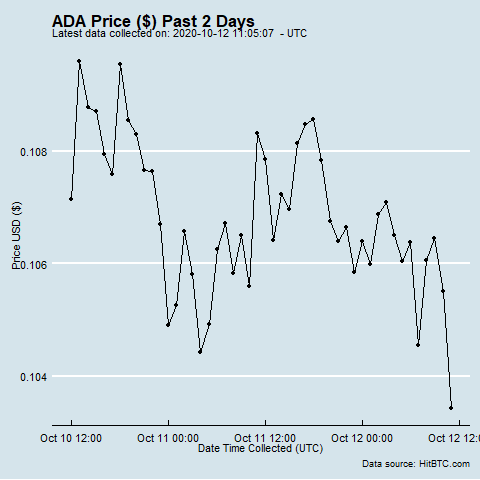 ADA Price ($) Past 2 Days
Latest data collected on: 2020-10-12 11:05:07 - UTC
0.108
Price USD ($)
0.106
0.104
Oct 10 12:00 Oct 11 00:00 Oct 11 12:00 Oct 12 00:00 Oct 12 12:
Date Time Collected (UTC)
Data source: HitBTC.com